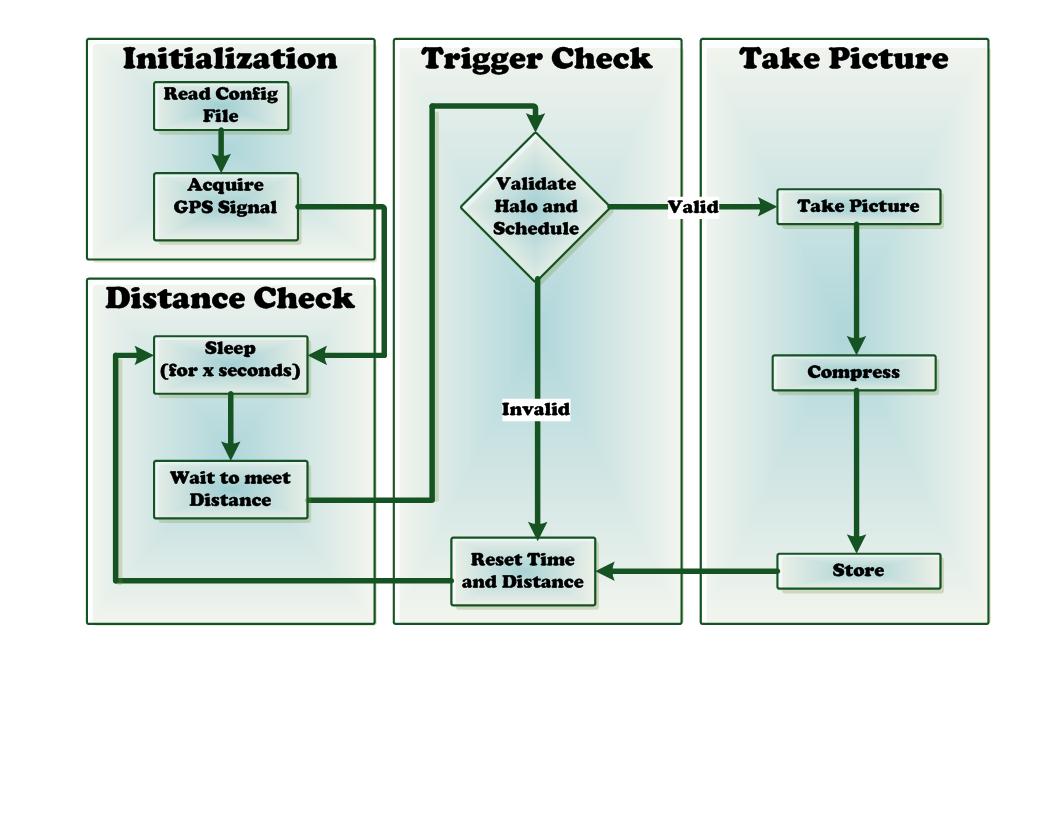 Initialization
Read Config
File
Acquire
GPS Signal
Distance Check
Sleep
(for x seconds)
Wait to meet
Distance
Trigger Check
Validate
Halo and
Schedule
Valid
Invalid
Reset Time
and Distance
Take Picture
Take Picture
Compress
Store